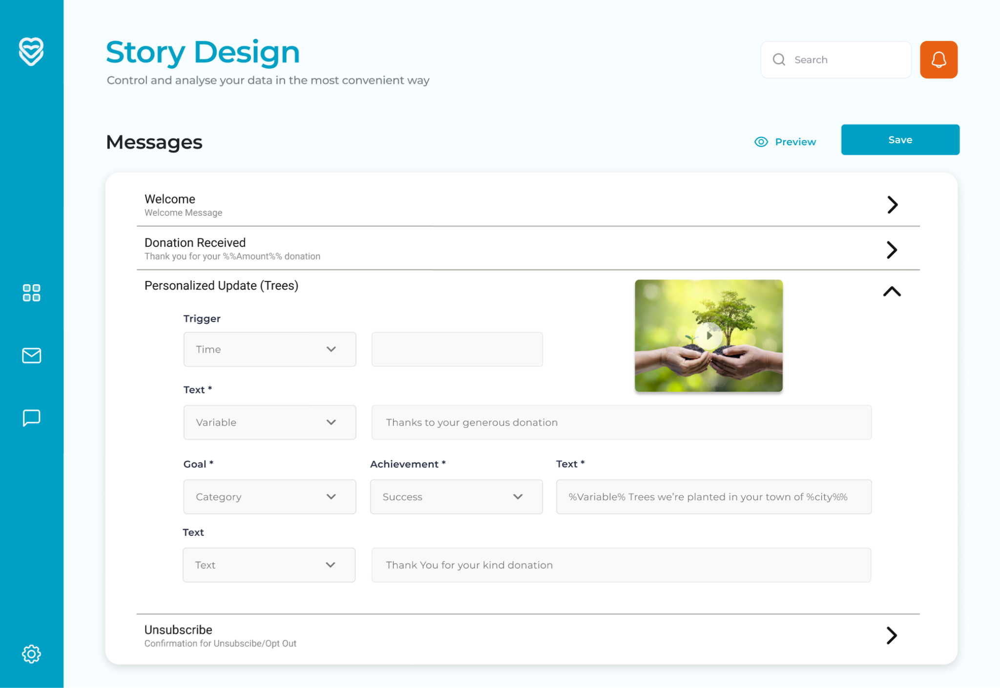 Story Design
Control and analyse your data in the most convenient way
Search
Messages
Preview
Save
Welcome
Welcome Message
Donation Received
Thank you for your %%Amount%% donation
Personalized Update (Trees)
Trigger
Time
Text *
Variable
Thanks to your generous donation
Goal *
Achievement *
Text *
Category
Success
%Variable% Trees we’re planted in your town of %city%%
Text
Text
Thank You for your kind donation
Unsubscribe
Confirmation for Unsubscibe/Opt Out